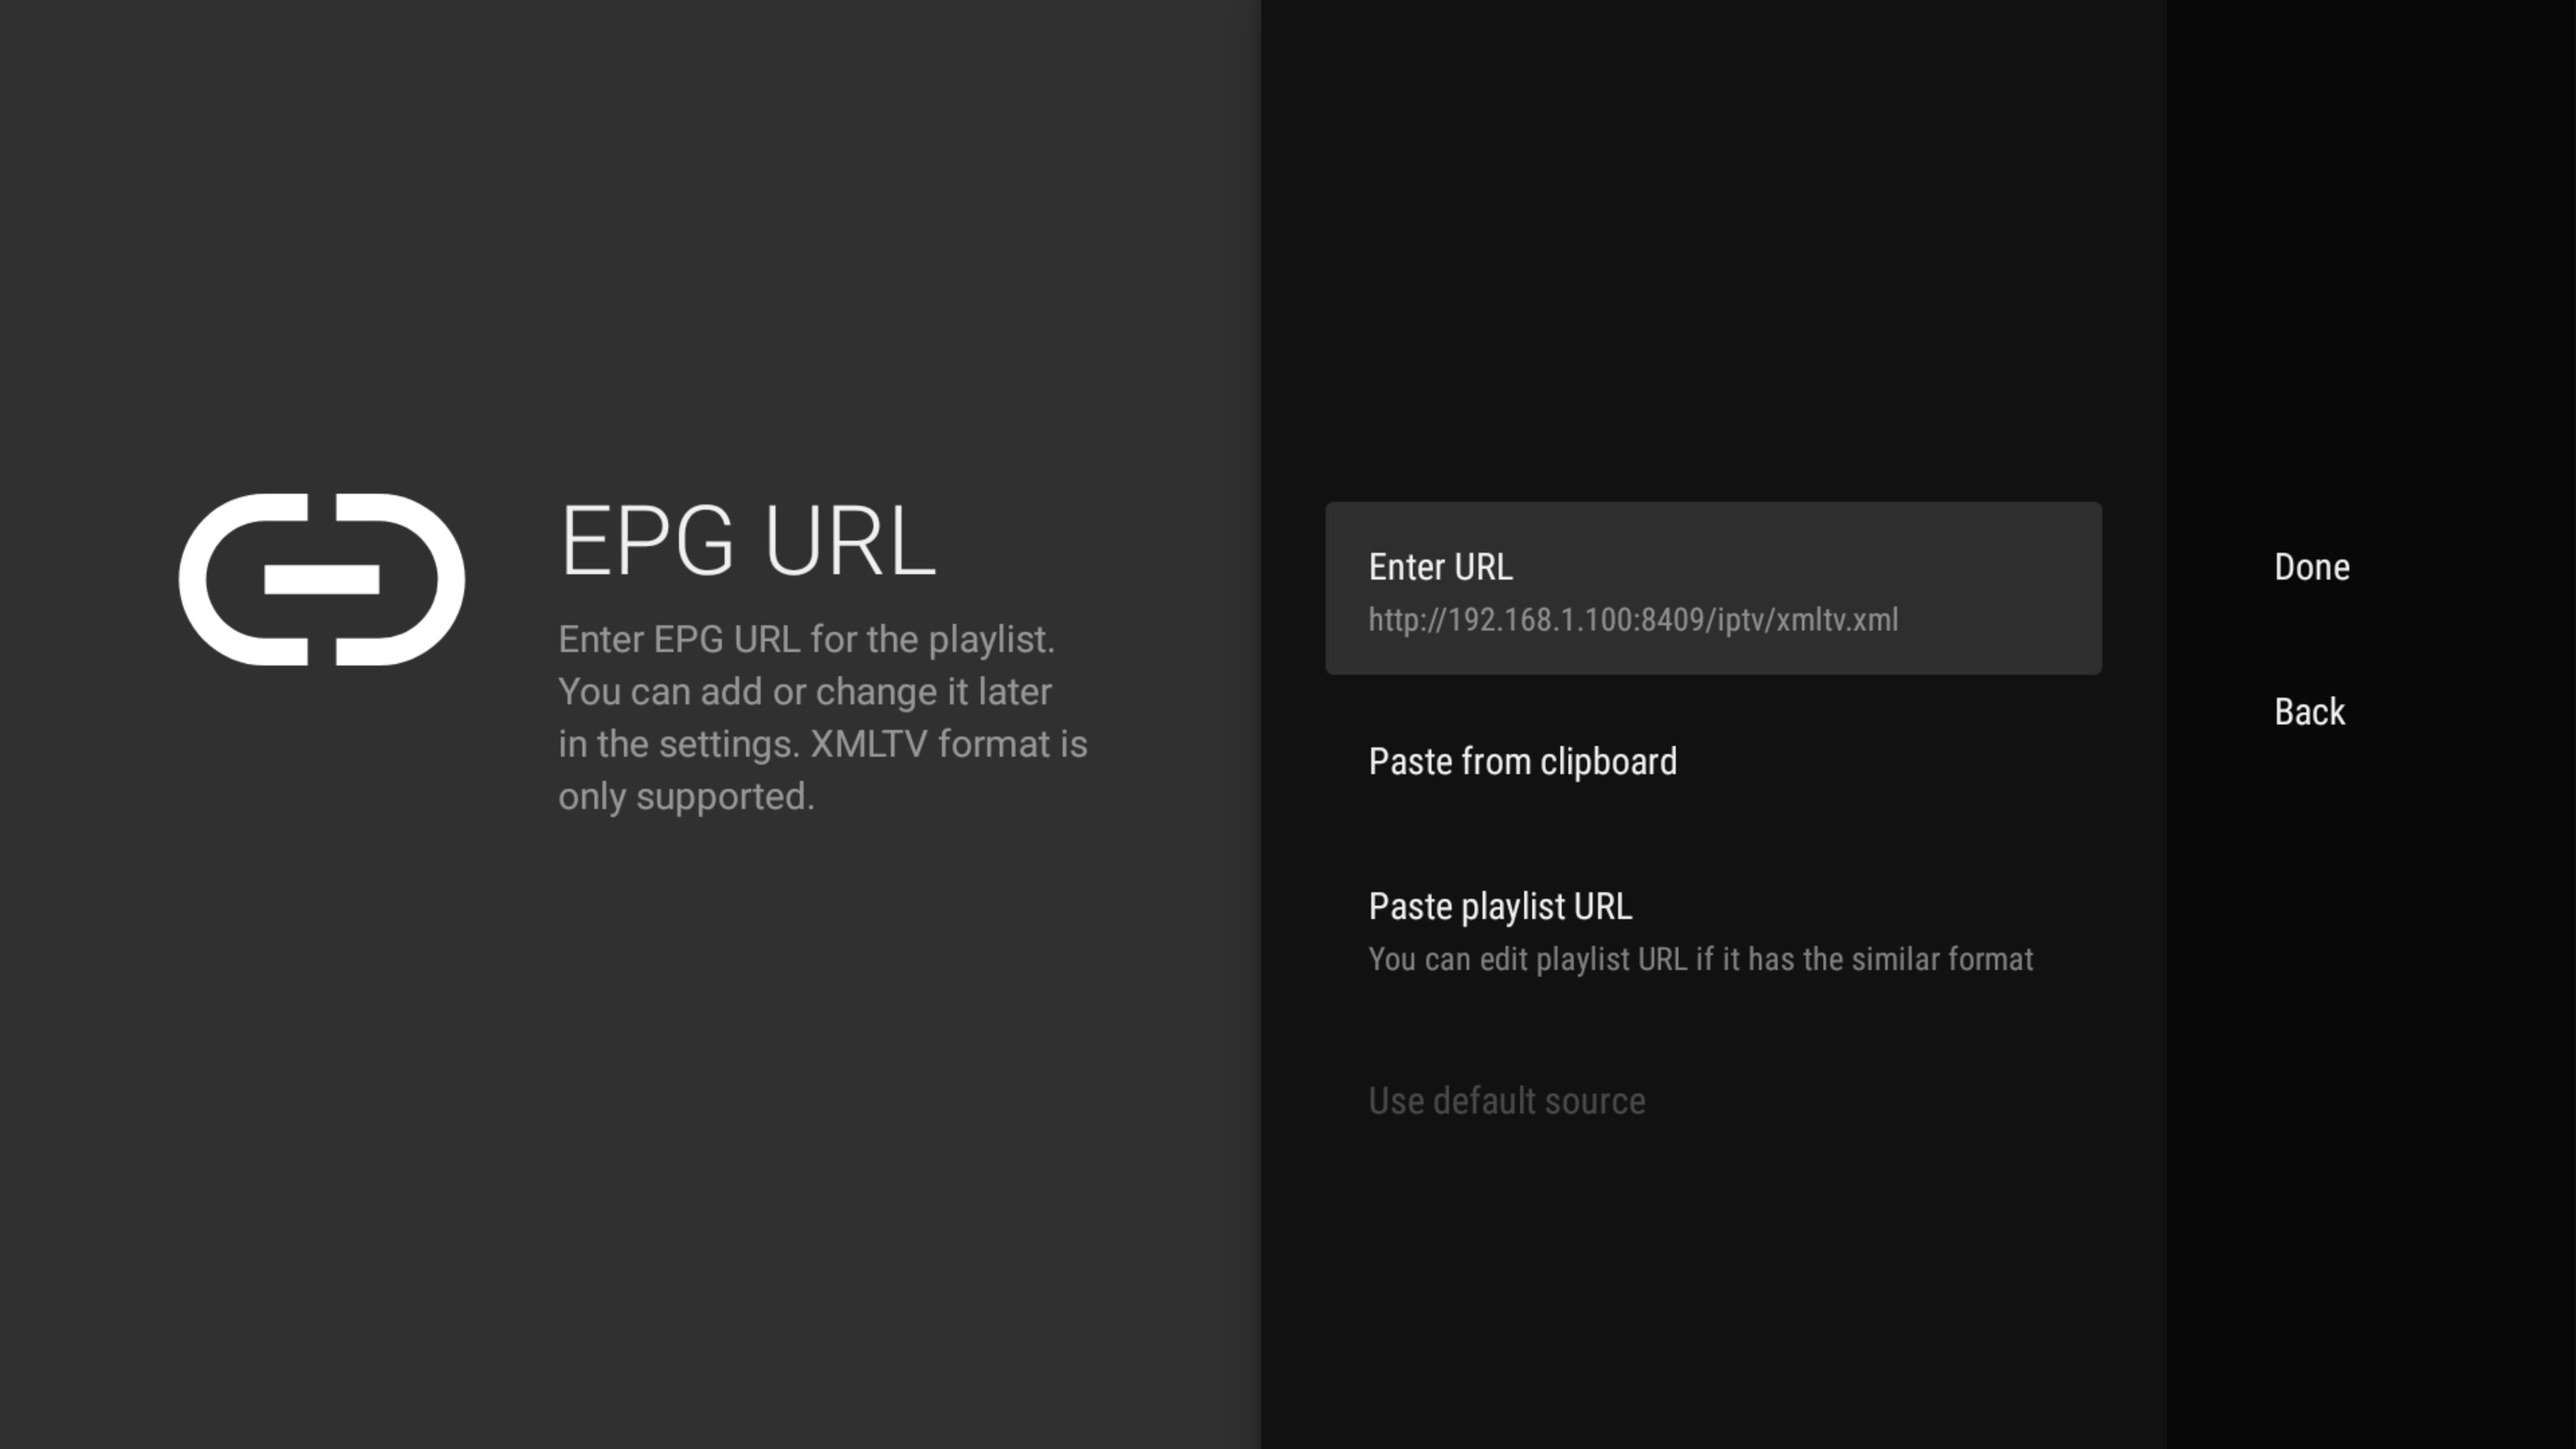 EPG URL
Enter EPG URL for the playlist.
You can add or change it later
in the settings. XMLTV format is
only supported.
Enter URL
http://192.168.1.100:8409/iptv/xmltv.xml
Paste from clipboard
Paste playlist URL
You can edit playlist URL if it has the similar format
Use default source
Done
Back